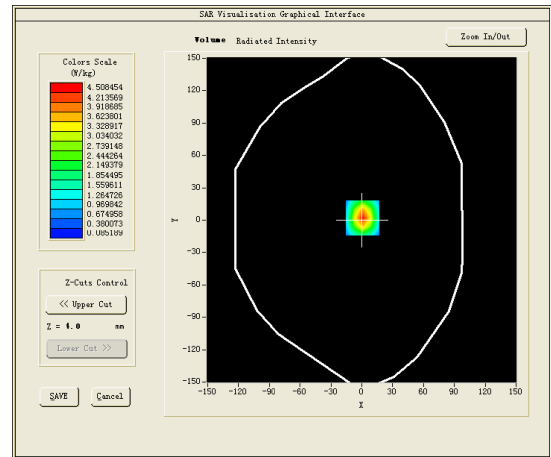 SAR Visualisation Graphical Interface
Volume Radiated Intensity
Zoom In/Out
Colors Scale
(W/kg)
4.508454
4.213569
3.918685
3.623801
3.328917
3.034032
2.739148
2.444264
2.149379
1.854495
1.559611
1.264726
0.969842
0.674958
0.380073
0.085189
Z-Cuts Control
<< Upper Cut
Z = 4.0 mm
Lower Cut >>
SAVE Cancel
150
120
90
60
30
0
-30
-60
-90
-120
-150
Y
-150 -120 -90 -60 -30 0 30 60 90 120 150
X